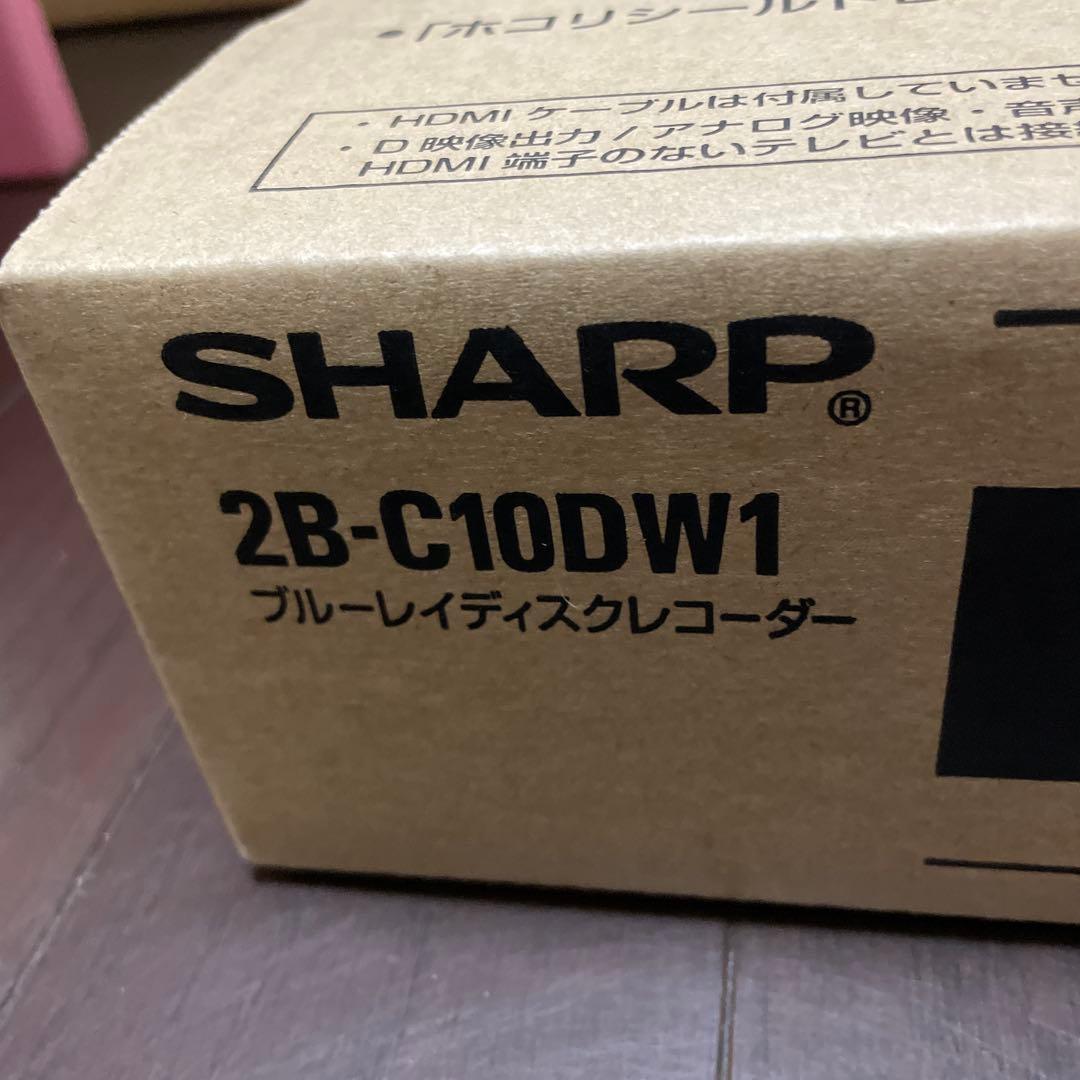 ・「ホコリシールド
・HDMI ケーブルは付属していませ
・D 映像出力 / アナログ映像・音声
HDMI 端子のないテレビとは接続
SHARP®
2B-C10DW1
ブルーレイディスクレコーダー